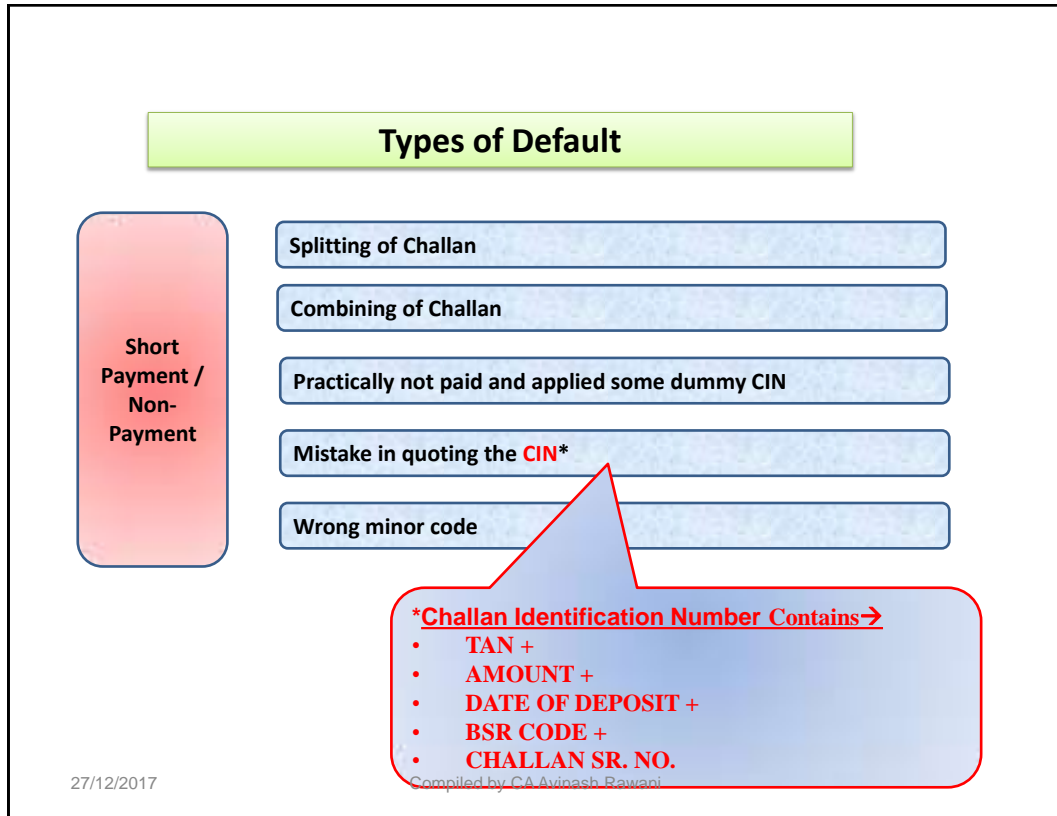 Types of Default
Short
Payment /
Non-
Payment
Splitting of Challan
Combining of Challan
Practically not paid and applied some dummy CIN
Mistake in quoting the CIN*
Wrong minor code
*Challan Identification Number Contains→
• TAN +
• AMOUNT +
• DATE OF DEPOSIT +
• BSR CODE +
• CHALLAN SR. NO.
27/12/2017
Compiled by CA Avinash Rawani